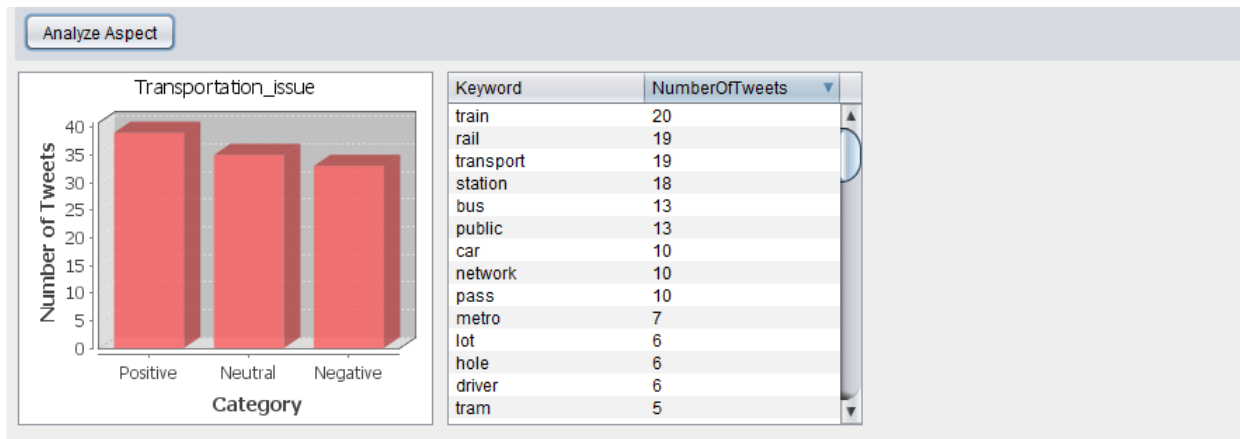 Analyze Aspect
Transportation_issue
Number of Tweets
40
35
30
25
20
15
10
5
0
Positive Neutral Negative
Category
Keyword NumberOfTweets
train 20
rail 19
transport 19
station 18
bus 13
public 13
car 10
network 10
pass 10
metro 7
lot 6
hole 6
driver 6
tram 5